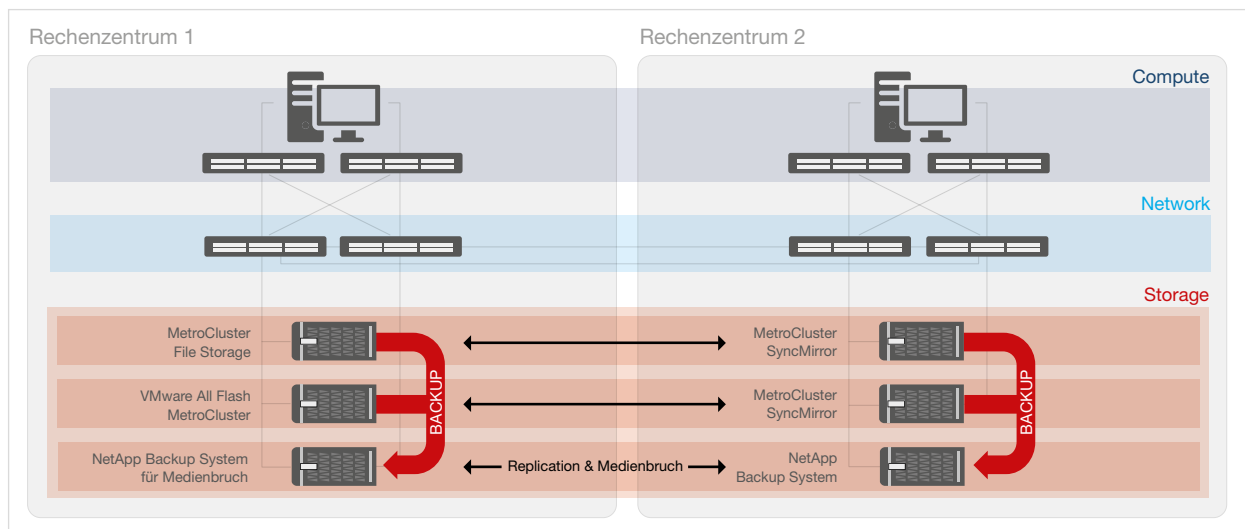 Rechenzentrum 1
Rechenzentrum 2
Compute
Network
Storage
MetroCluster
File Storage
BACKUP
MetroCluster
SyncMirror
BACKUP
VMware All Flash
MetroCluster
MetroCluster
SyncMirror
NetApp Backup System
für Medienbruch
Replication & Medienbruch
NetApp
Backup System